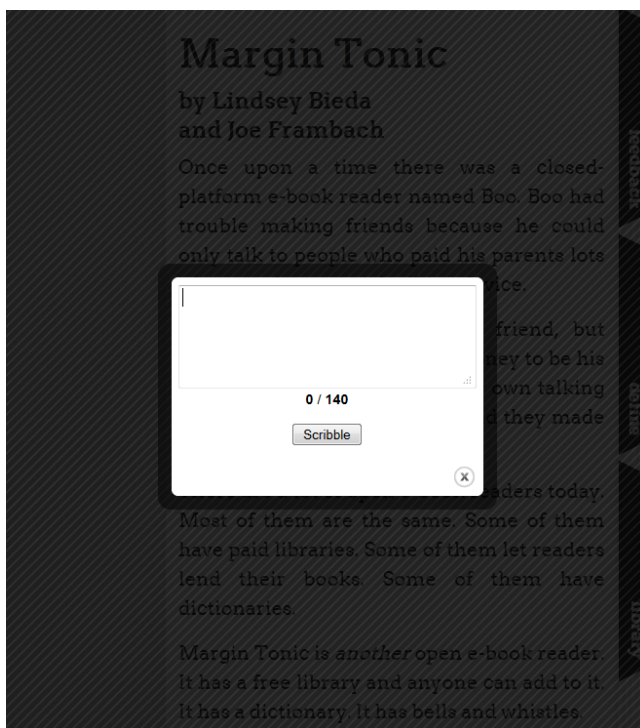 Margin Tonic
by Lindsey Bieda
and Joe Frambach
Once upon a time there was a closed-
platform e-book reader named Boo. Boo had
trouble making friends because he could
only talk to people who paid his parents lots
friend, but
to be his
own talking
they made
0 / 140
Scribble
x
today.
Most of them are the same. Some of them
have paid libraries. Some of them let readers
lend their books. Some of them have
dictionaries.
Margin Tonic is another open e-book reader.
It has a free library and anyone can add to it.
It has a dictionary. It has bells and whistles.